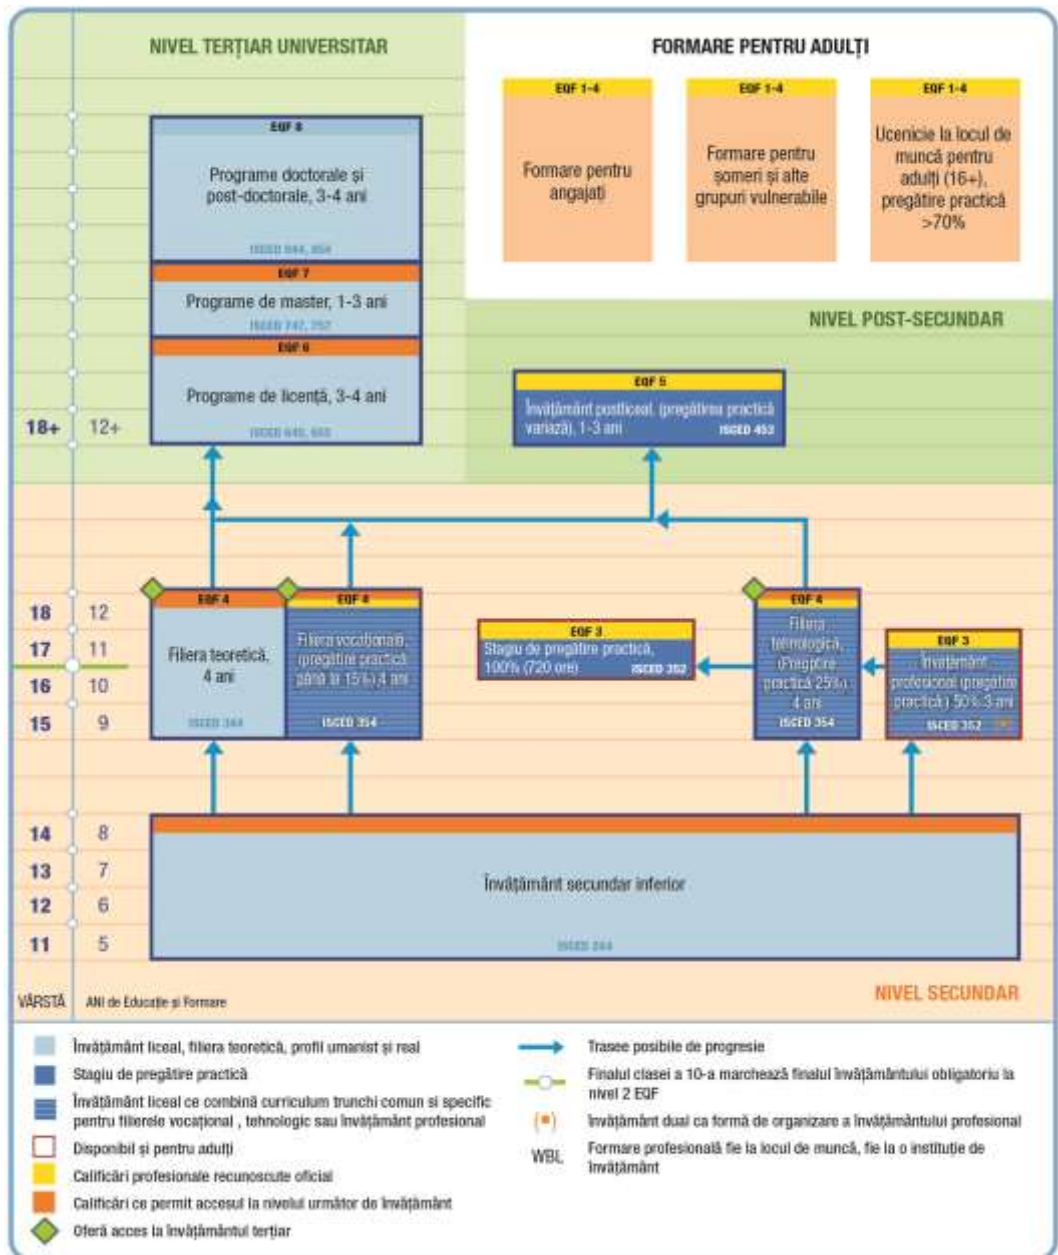 NIVEL TERȚIAR UNIVERSITAR
FORMARE PENTRU ADULȚI
EQF 1-4
Formare pentru
angajați
EQF 1-4
Formare pentru
șomeri și alte
grupuri vulnerabile
EQF 1-4
Ucenicie la locul de
muncă pentru
adulți (16+),
pregătire practică
>70%
EQF 8
Programe doctorale și
post-doctorale, 3-4 ani
EQF 7
Programe de master, 1-3 ani
EQF 6
Programe de licență, 3-4 ani
NIVEL POST-SECUNDAR
EQF 5
Învățământ postliceal, (pregătirea practică
variază), 1-3 ani
ISCED 453
18+ 12+
18 12
17 11
16 10
15 9
EQF 4
Filiera teoretică,
4 ani
EQF 4
Filiera vocațională,
(pregătire practică
până la 15%),4 ani
ISCED 354
EQF 3
Stagiu de pregătire practică,
100% (720 ore)
ISCED 352
EQF 4
Filiera
tehnologică,
practică 25%),
4 ani
ISCED 354
EQF 3
Învățământ
profesional (pregătire
practică ) 50%,3 ani
ISCED 352
14 8
13 7
12 6
11 5
Învățământ secundar inferior
ISCED 244
VÂRSTĂ
ANI de Educație și Formare
NIVEL SECUNDAR
Învățământ liceal, filiera teoretică, profil umanist și real
Stagiu de pregătire practică
Învățământ liceal ce combină curriculum trunchi comun si specific
pentru filierele vocațional , tehnologic sau învățământ profesional
Disponibil și pentru adulți
Calificări profesionale recunoscute oficial
Calificări ce permit accesul la nivelul următor de învățământ
Oferă acces la învățământul terțiar
Trasee posibile de progresie
Finalul clasei a 10-a marchează finalul învățământului obligatoriu la
nivel 2 EQF
Invățământ dual ca formă de organizare a învățământului profesional
WBL
Formare profesională fie la locul de muncă, fie la o instituție de
învățământ